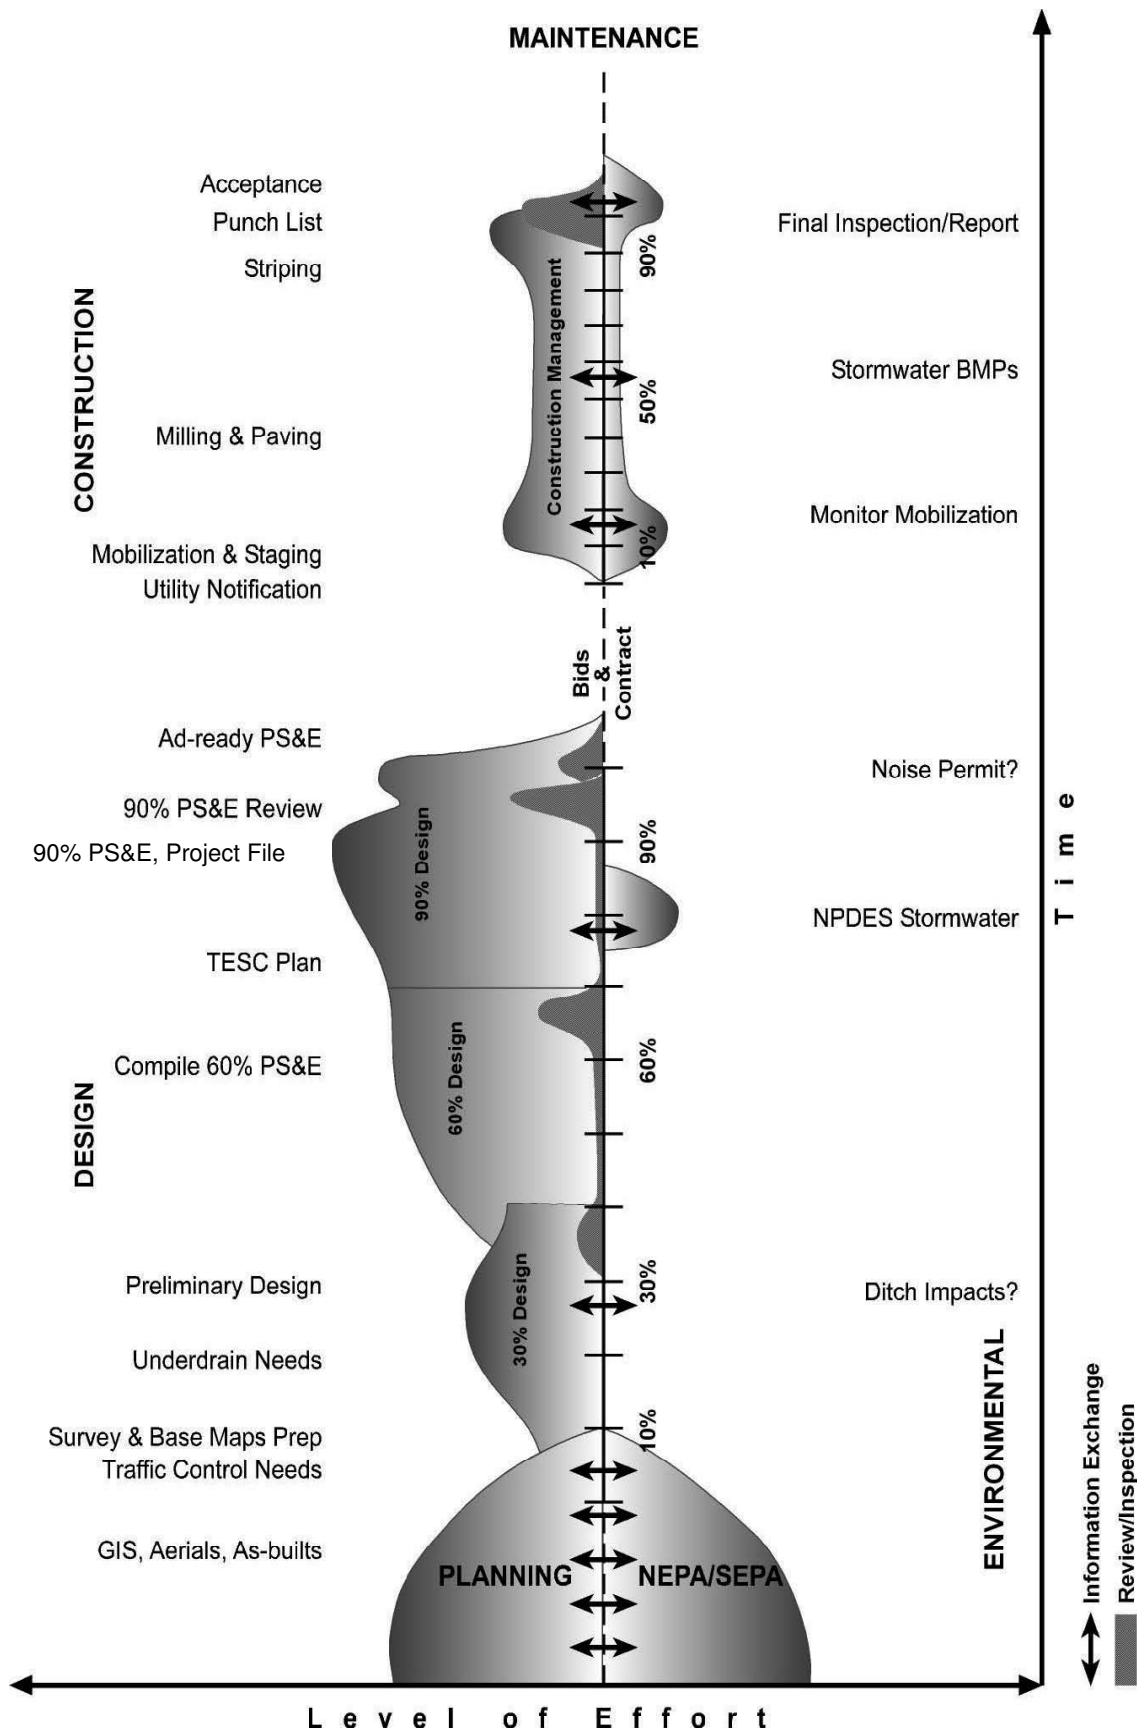 MAINTENANCE
Acceptance
Punch List
Final Inspection/Report
Striping
90%
Construction Management
CONSTRUCTION
Stormwater BMPs
50%
Milling & Paving
Monitor Mobilization
10%
Mobilization & Staging
Utility Notification
Bids
&
Contract
Ad-ready PS&E
Noise Permit?
90% PS&E Review
90% PS&E, Project File
90% Design
90%
Time
NPDES Stormwater
TESC Plan
Compile 60% PS&E
60% Design
60%
DESIGN
Preliminary Design
30%
Ditch Impacts?
30% Design
Underdrain Needs
Survey & Base Maps Prep
10%
Traffic Control Needs
ENVIRONMENTAL
GIS, Aerials, As-builts
PLANNING
NEPA/SEPA
Information Exchange
Review/Inspection
Level of Effort